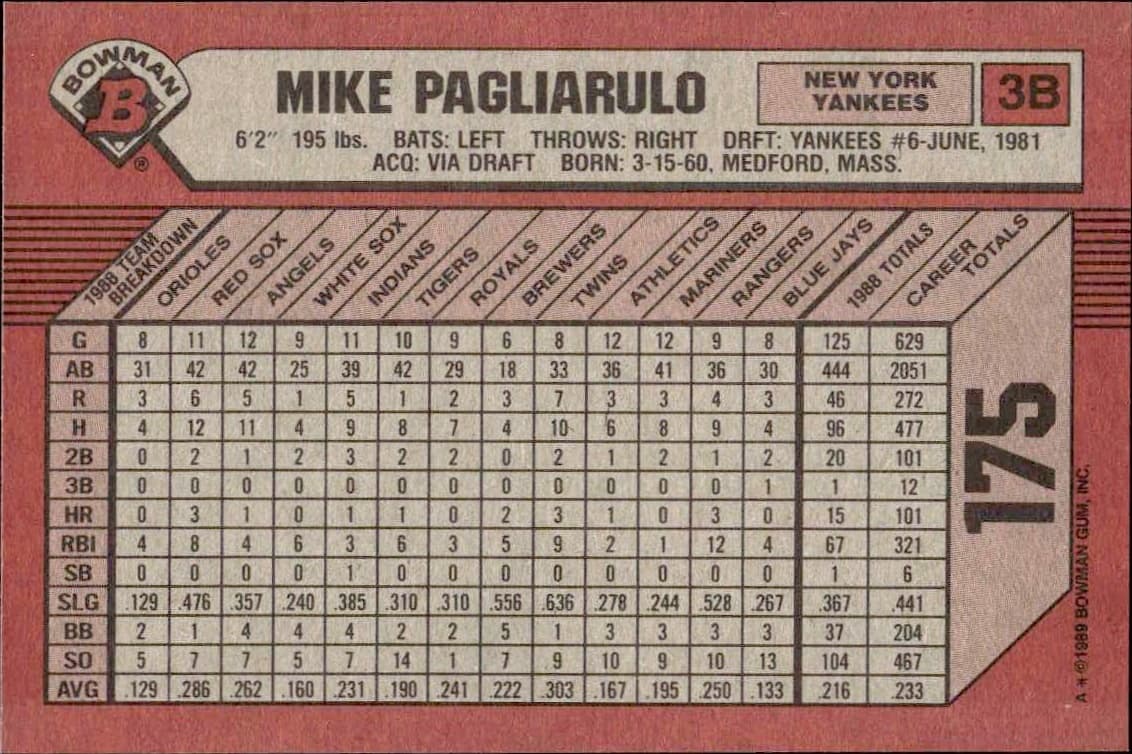 BOWMAN
B
®
MIKE PAGLIARULO
NEW YORK
YANKEES
3B
6'2" 195 lbs. BATS: LEFT THROWS: RIGHT DRFT: YANKEES #6-JUNE, 1981
ACQ: VIA DRAFT BORN: 3-15-60, MEDFORD, MASS.
1988 TEAM
BREAKDOWN
ORIOLES
RED SOX
ANGELS
WHITE SOX
INDIANS
TIGERS
ROYALS
BREWERS
TWINS
ATHLETICS
MARINERS
RANGERS
BLUE JAYS
1988 TOTALS
CAREER
TOTALS
G 8 11 12 9 11 10 9 6 8 12 12 9 8 125 629
AB 31 42 42 25 39 42 29 18 33 36 41 36 30 444 2051
R 3 6 5 1 5 1 2 3 7 3 3 4 3 46 272
H 4 12 11 4 9 8 7 4 10 6 8 9 4 96 477
2B 0 2 1 2 3 2 2 0 2 1 2 1 2 20 101
3B 0 0 0 0 0 0 0 0 0 0 0 0 1 1 12
HR 0 3 1 0 1 1 0 2 3 1 0 3 0 15 101
RBI 4 8 4 6 3 6 3 5 9 2 1 12 4 67 321
SB 0 0 0 0 1 0 0 0 0 0 0 0 0 1 6
SLG .129 .476 .357 .240 .385 .310 .310 .556 .636 .278 .244 .528 .267 .367 .441
BB 2 1 4 4 4 2 2 5 1 3 3 3 3 37 204
SO 5 7 7 5 7 14 1 7 9 10 9 10 13 104 467
AVG .129 .286 .262 .160 .231 .190 .241 .222 .303 .167 .195 .250 .133 .216 .233
175
A * ©1989 BOWMAN GUM, INC.